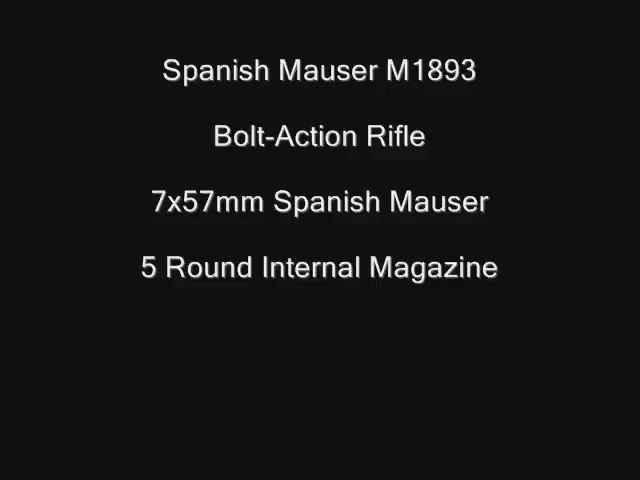 Spanish Mauser M1893
Bolt-Action Rifle
7x57mm Spanish Mauser
5 Round Internal Magazine